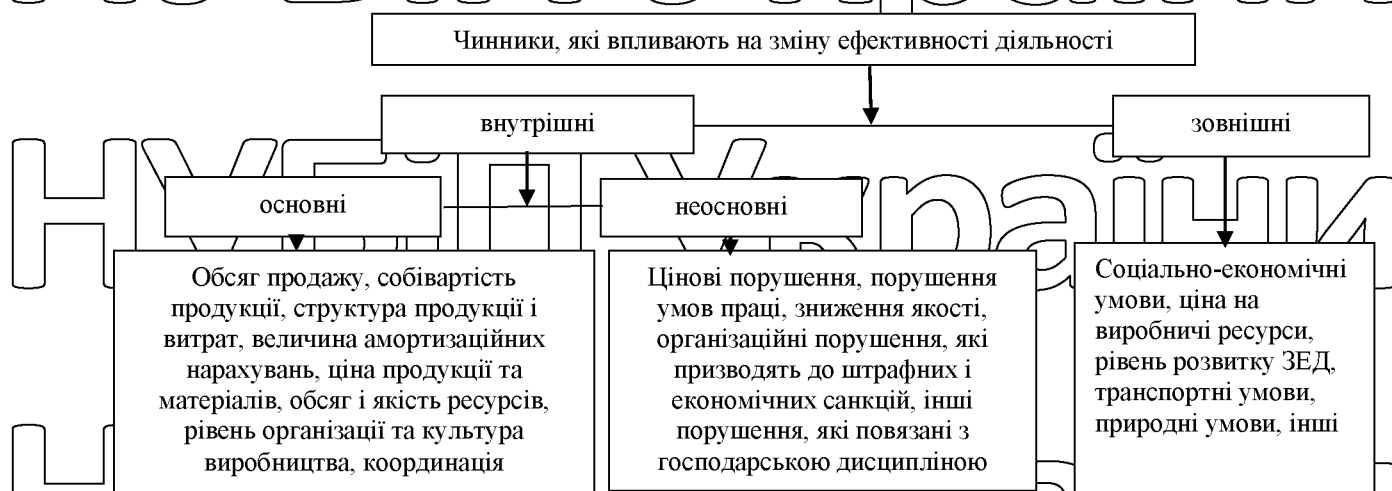 Чинники, які впливають на зміну ефективності діяльності
внутрішні
зовнішні
основні
неосновні
Обсяг продажу, собівартість
продукції, структура продукції і
витрат, величина амортизаційних
нарахувань, ціна продукції та
матеріалів, обсяг і якість ресурсів,
рівень організації та культура
виробництва, координація
Цінові порушення, порушення
умов праці, зниження якості,
організаційні порушення, які
призводять до штрафних і
економічних санкцій, інші
порушення, які повязані з
господарською дисципліною
Соціально-економічні
умови, ціна на
виробничі ресурси,
рівень розвитку ЗЕД,
транспортні умови,
природні умови, інші
НУБіП України